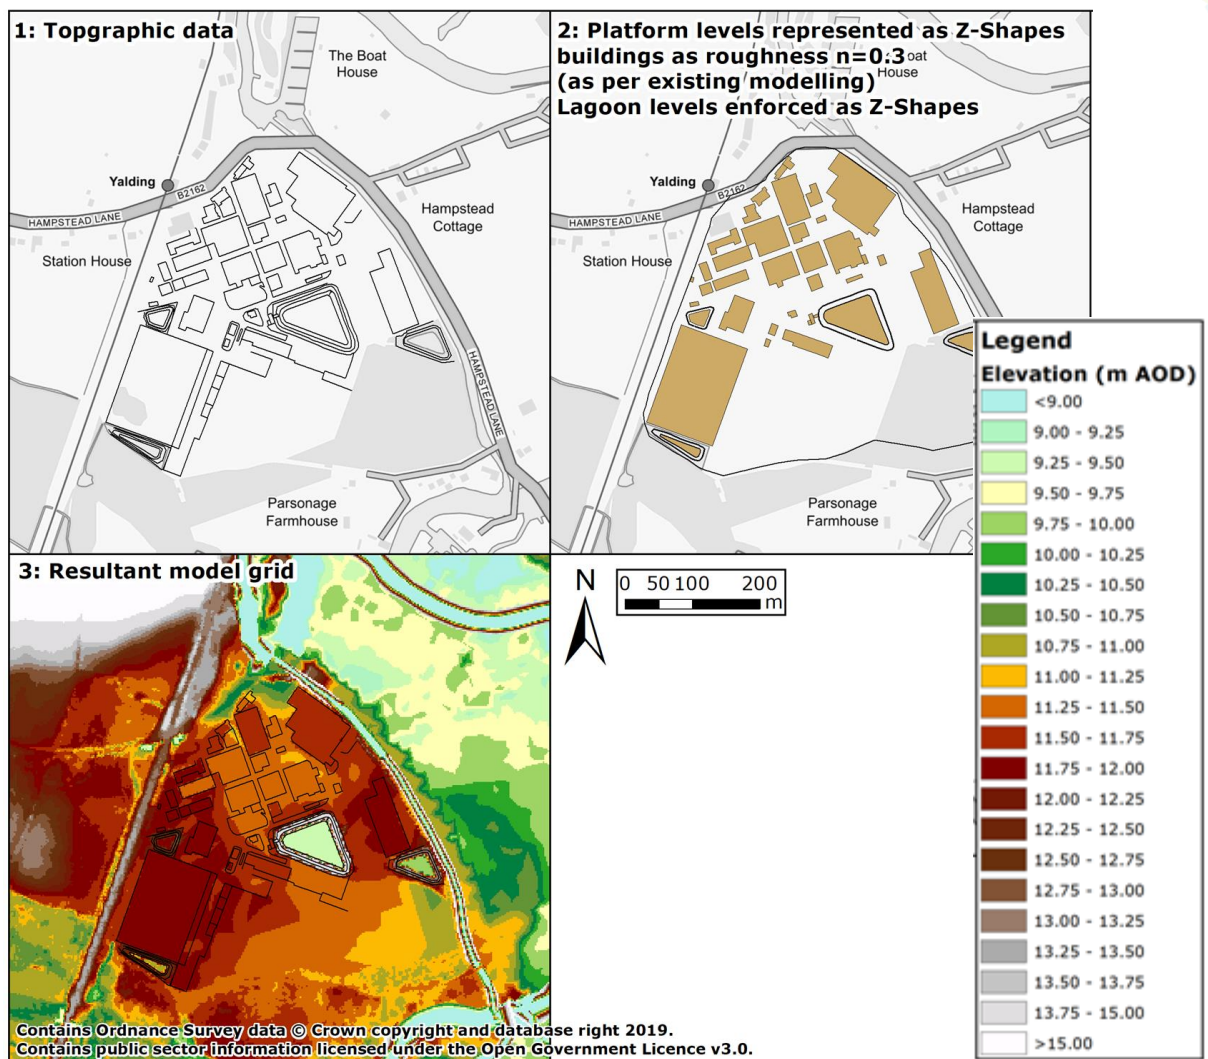 1: Topgraphic data
The Boat
House
Yalding
B2162
HAMPSTEAD LANE
Hampstead
Cottage
Station House
HAMPSTEAD LANE
Parsonage
Farmhouse
2: Platform levels represented as Z-Shapes
buildings as roughness n=0.3
(as per existing modelling)
Lagoon levels enforced as Z-Shapes
oat
House
Yalding
B2162
HAMPSTEAD LANE
Hampstead
Cottage
Station House
Parsonage
Farmhouse
3: Resultant model grid
N
0 50 100 200
m
Legend
Elevation (m AOD)
<9.00
9.00 - 9.25
9.25 - 9.50
9.50 - 9.75
9.75 - 10.00
10.00 - 10.25
10.25 - 10.50
10.50 - 10.75
10.75 - 11.00
11.00 - 11.25
11.25 - 11.50
11.50 - 11.75
11.75 - 12.00
12.00 - 12.25
12.25 - 12.50
12.50 - 12.75
12.75 - 13.00
13.00 - 13.25
13.25 - 13.50
13.50 - 13.75
13.75 - 15.00
>15.00
Contains Ordnance Survey data © Crown copyright and database right 2019.
Contains public sector information licensed under the Open Government Licence v3.0.